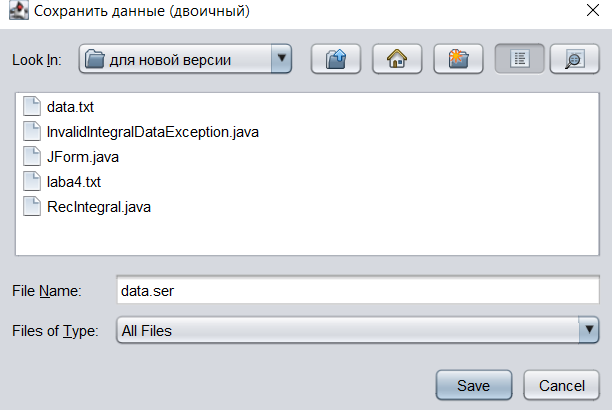 Сохранить данные (двоичный)
Look In: для новой версии
data.txt
InvalidIntegralDataException.java
JForm.java
laba4.txt
RecIntegral.java
File Name: data.ser
Files of Type: All Files
Save Cancel